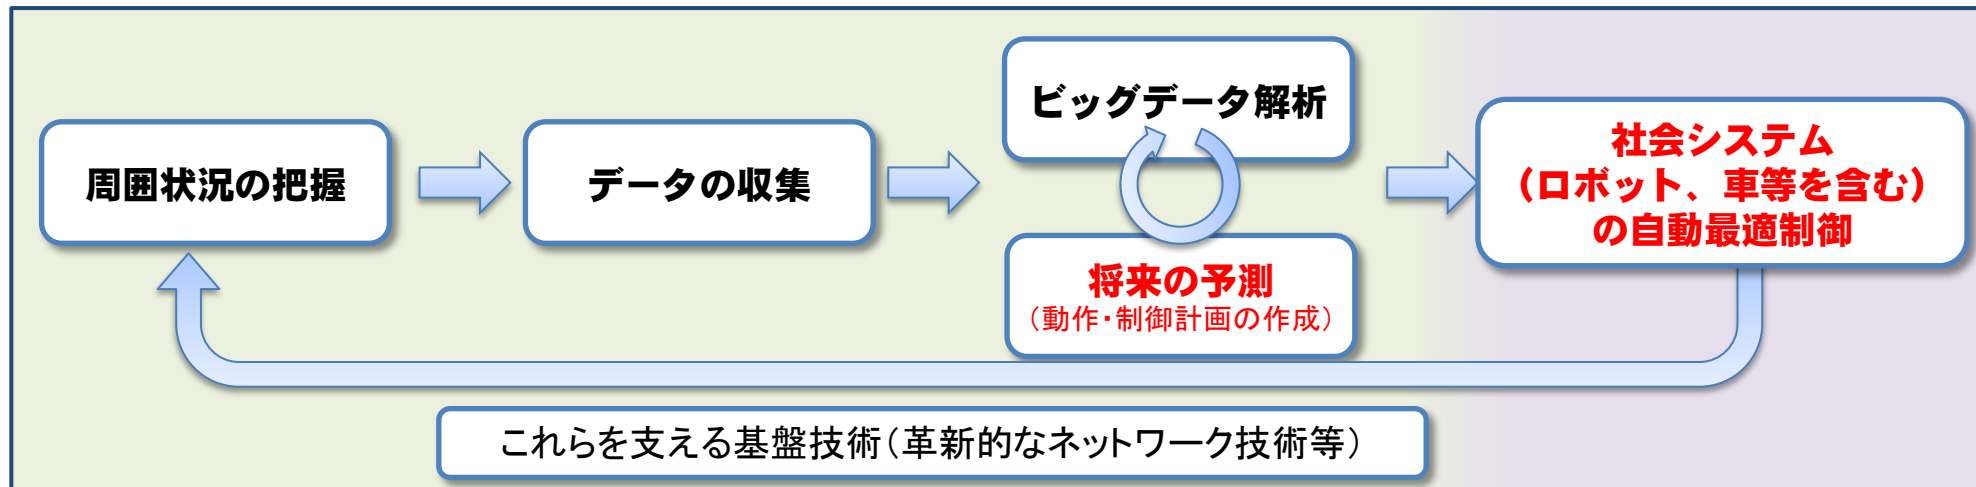 周囲状況の把握
データの収集
ビッグデータ解析
将来の予測
（動作・制御計画の作成）
社会システム
（ロボット、車等を含む）
の自動最適制御
これらを支える基盤技術（革新的なネットワーク技術等）